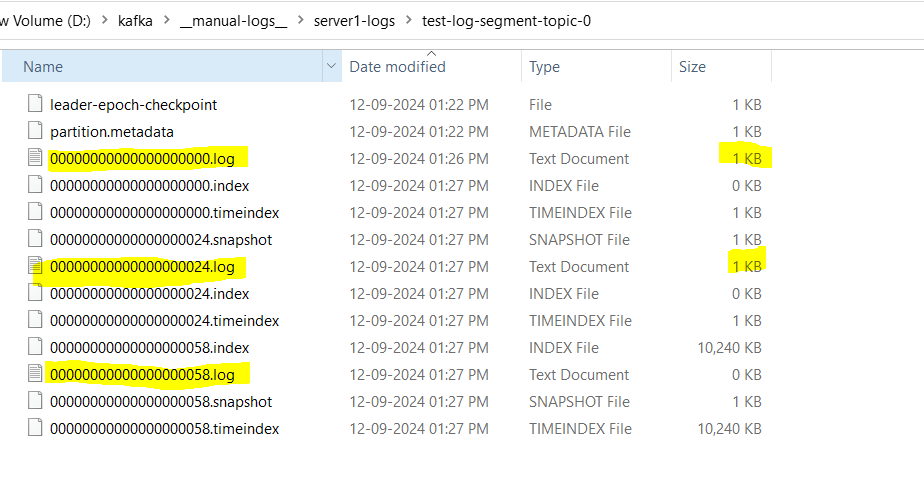 w Volume (D:) > kafka > __manual-logs__ > server1-logs > test-log-segment-topic-0
Name Date modified Type Size
leader-epoch-checkpoint 12-09-2024 01:22 PM File 1 KB
partition.metadata 12-09-2024 01:22 PM METADATA File 1 KB
00000000000000000000.log 12-09-2024 01:26 PM Text Document 1 KB
00000000000000000000.index 12-09-2024 01:27 PM INDEX File 0 KB
00000000000000000000.timeindex 12-09-2024 01:27 PM TIMEINDEX File 1 KB
00000000000000000024.snapshot 12-09-2024 01:27 PM SNAPSHOT File 1 KB
00000000000000000024.log 12-09-2024 01:27 PM Text Document 1 KB
00000000000000000024.index 12-09-2024 01:27 PM INDEX File 0 KB
00000000000000000024.timeindex 12-09-2024 01:27 PM TIMEINDEX File 1 KB
00000000000000000058.index 12-09-2024 01:27 PM INDEX File 10,240 KB
00000000000000000058.log 12-09-2024 01:27 PM Text Document 0 KB
00000000000000000058.snapshot 12-09-2024 01:27 PM SNAPSHOT File 1 KB
00000000000000000058.timeindex 12-09-2024 01:27 PM TIMEINDEX File 10,240 KB